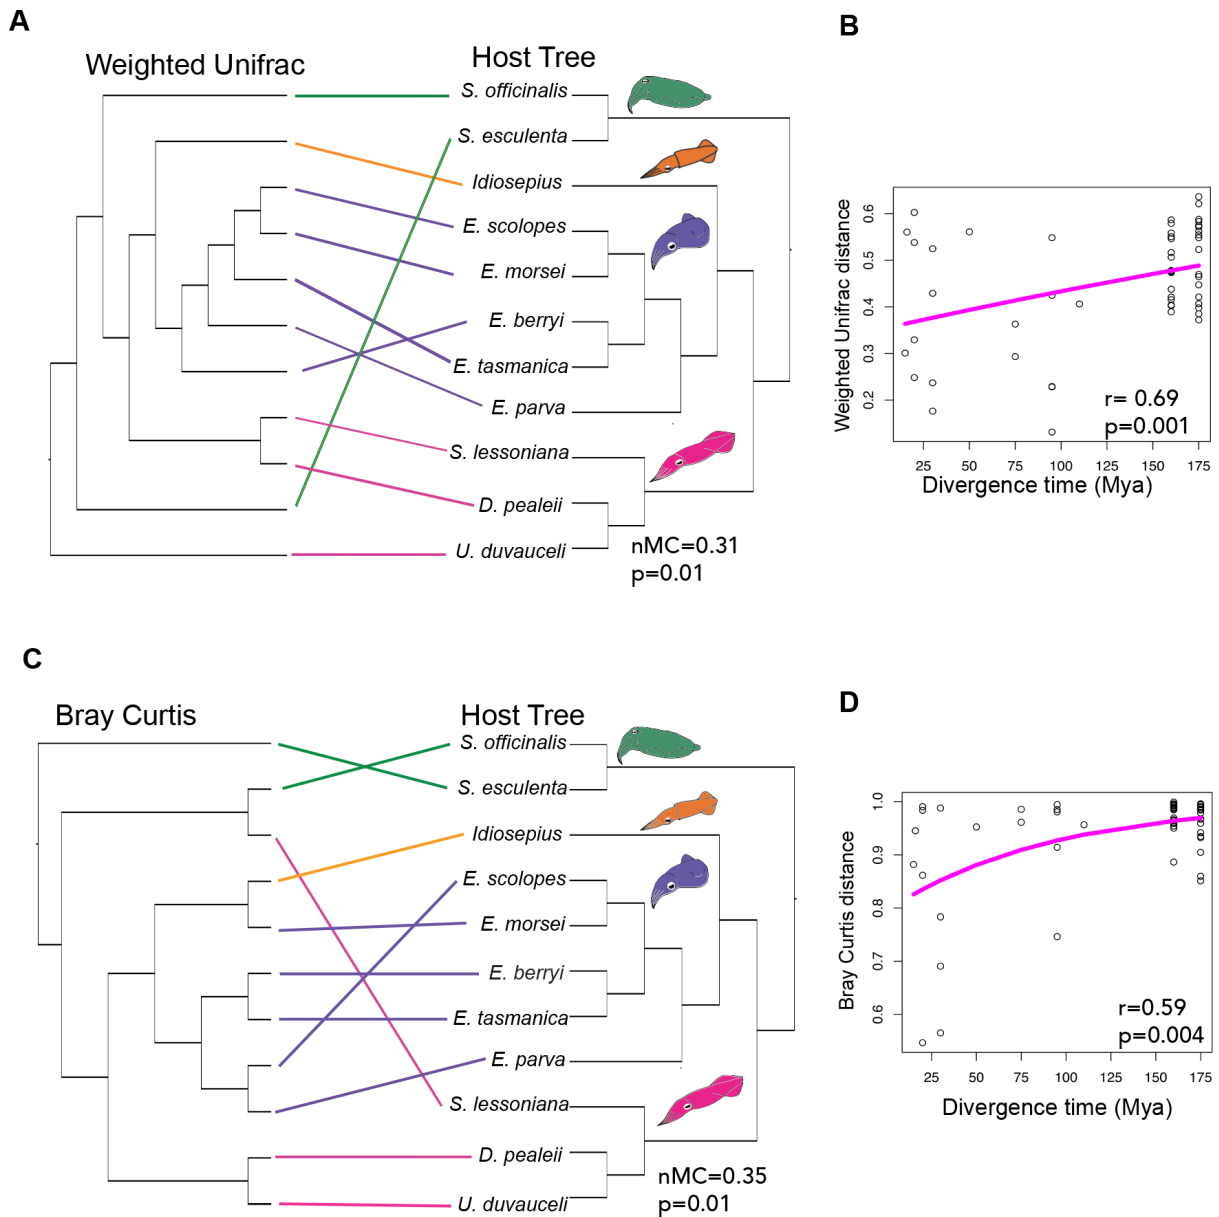 A
Weighted Unifrac
Host Tree
S. officinalis
S. esculenta
Idiosepius
E. scolopes
E. morsei
E. berryi
E. tasmanica
E. parva
S. lessoniana
D. pealeii
U. duvauceli
nMC=0.31
p=0.01
B
Weighted Unifrac distance
0.6
0.5
0.4
0.3
0.2
r= 0.69
p=0.001
25 50 75 100 125 150 175
Divergence time (Mya)
C
Bray Curtis
Host Tree
S. officinalis
S. esculenta
Idiosepius
E. scolopes
E. morsei
E. berryi
E. tasmanica
E. parva
S. lessoniana
D. pealeii
U. duvauceli
nMC=0.35
p=0.01
D
Bray Curtis distance
1.0
0.9
0.8
0.7
0.6
r=0.59
p=0.004
25 50 75 100 125 150 175
Divergence time (Mya)